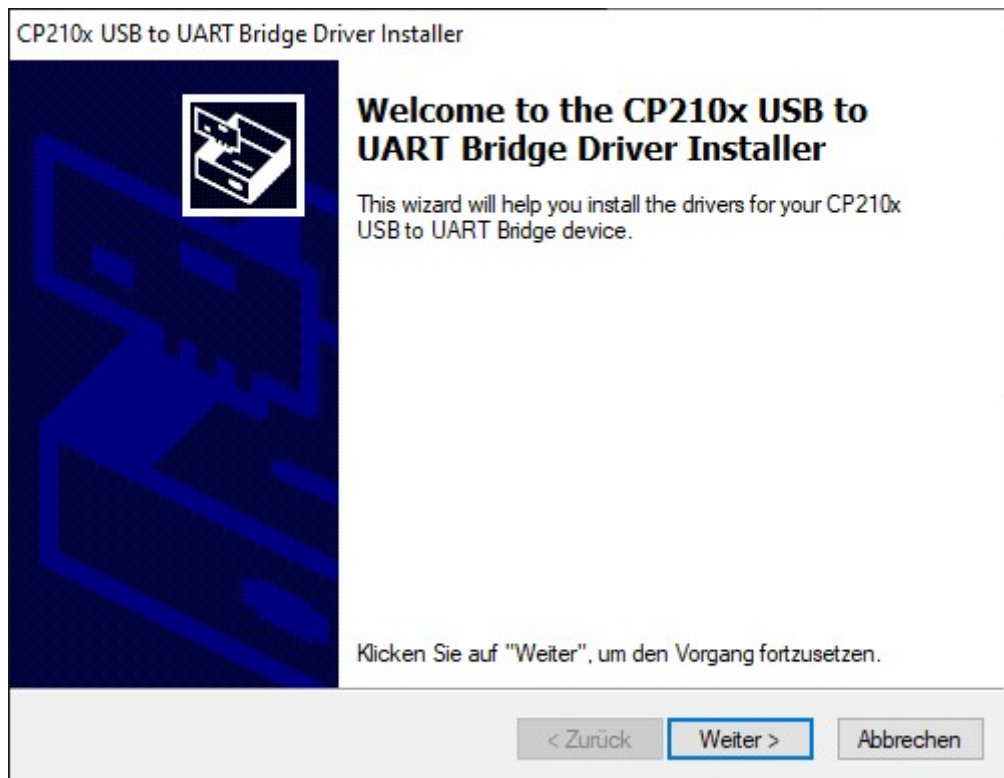 CP210x USB to UART Bridge Driver Installer
Welcome to the CP210x USB to
UART Bridge Driver Installer
This wizard will help you install the drivers for your CP210x
USB to UART Bridge device.
Klicken Sie auf "Weiter", um den Vorgang fortzusetzen.
< Zurück Weiter > Abbrechen